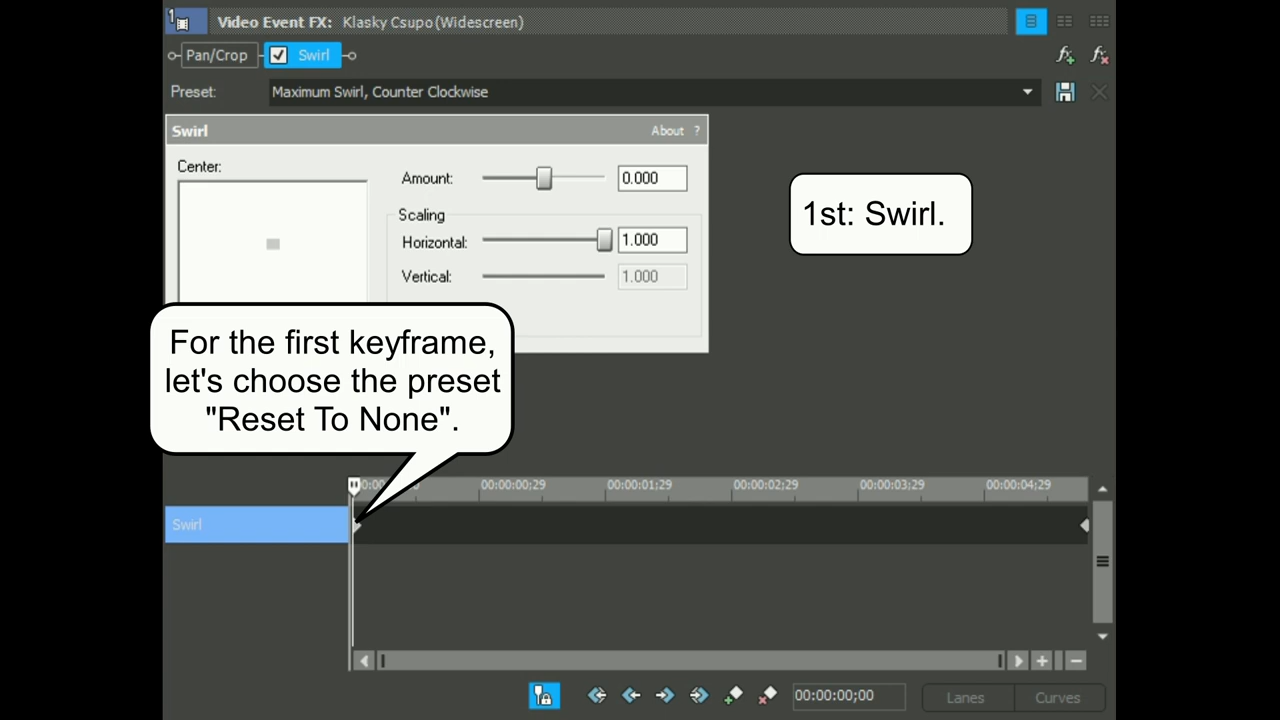 1
Video Event FX: Klasky Csupo (Widescreen)
Pan/Crop
Swirl
Preset:
Maximum Swirl, Counter Clockwise
Swirl
About ?
Center:
Amount:
0.000
Scaling
Horizontal:
1.000
Vertical:
1.000
1st: Swirl.
For the first keyframe,
let's choose the preset
"Reset To None".
00:00:00;29
00:00:01;29
00:00:02;29
00:00:03;29
00:00:04;29
Swirl
00:00:00;00
Lanes
Curves